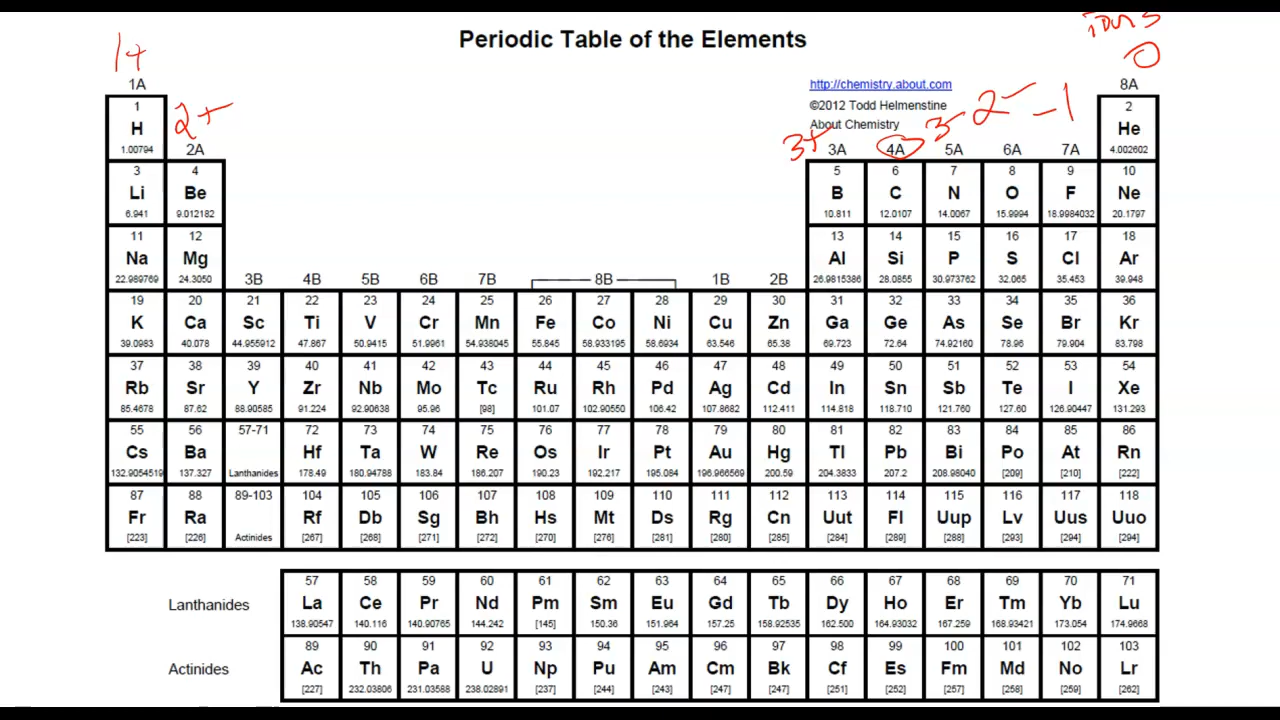 ions
Periodic Table of the Elements
1+
0
1A
http://chemistry.about.com
8A
1
©2012 Todd Helmenstine
2
H
2+
About Chemistry
3-
2-
-1
He
1.00794
2A
3+
3A
4A
5A
6A
7A
4.002602
3 4 5 6 7 8 9 10
Li Be B C N O F Ne
6.941 9.012182 10.811 12.0107 14.0067 15.9994 18.9984032 20.1797
11 12 13 14 15 16 17 18
Na Mg Al Si P S Cl Ar
22.989769 24.3050 3B 4B 5B 6B 7B 8B 1B 2B 26.9815386 28.0855 30.973762 32.065 35.453 39.948
19 20 21 22 23 24 25 26 27 28 29 30 31 32 33 34 35 36
K Ca Sc Ti V Cr Mn Fe Co Ni Cu Zn Ga Ge As Se Br Kr
39.0983 40.078 44.955912 47.867 50.9415 51.9961 54.938045 55.845 58.933195 58.6934 63.546 65.38 69.723 72.64 74.92160 78.96 79.904 83.798
37 38 39 40 41 42 43 44 45 46 47 48 49 50 51 52 53 54
Rb Sr Y Zr Nb Mo Tc Ru Rh Pd Ag Cd In Sn Sb Te I Xe
85.4678 87.62 88.90585 91.224 92.90638 95.96 [98] 101.07 102.90550 106.42 107.8682 112.411 114.818 118.710 121.760 127.60 126.90447 131.293
55 56 57-71 72 73 74 75 76 77 78 79 80 81 82 83 84 85 86
Cs Ba Hf Ta W Re Os Ir Pt Au Hg Tl Pb Bi Po At Rn
132.9054519 137.327 Lanthanides 178.49 180.94788 183.84 186.207 190.23 192.217 195.084 196.966569 200.59 204.3833 207.2 208.98040 [209] [210] [222]
87 88 89-103 104 105 106 107 108 109 110 111 112 113 114 115 116 117 118
Fr Ra Rf Db Sg Bh Hs Mt Ds Rg Cn Uut Fl Uup Lv Uus Uuo
[223] [226] Actinides [267] [268] [271] [272] [270] [276] [281] [280] [285] [284] [289] [288] [293] [294] [294]
57 58 59 60 61 62 63 64 65 66 67 68 69 70 71
Lanthanides La Ce Pr Nd Pm Sm Eu Gd Tb Dy Ho Er Tm Yb Lu
138.90547 140.116 140.90765 144.242 [145] 150.36 151.964 157.25 158.92535 162.500 164.93032 167.259 168.93421 173.054 174.9668
89 90 91 92 93 94 95 96 97 98 99 100 101 102 103
Actinides Ac Th Pa U Np Pu Am Cm Bk Cf Es Fm Md No Lr
[227] 232.03806 231.03588 238.02891 [237] [244] [243] [247] [247] [251] [252] [257] [258] [259] [262]